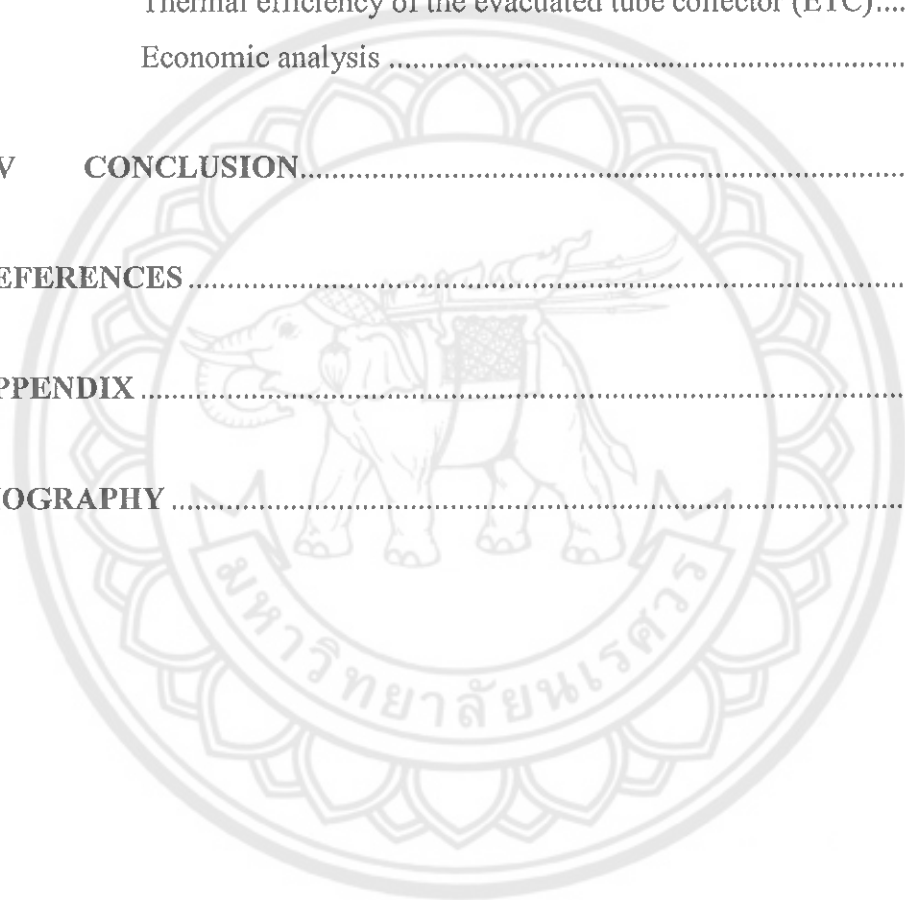 Thermal efficiency of the evacuated tube collector (ETC)....
Economic analysis ................................................................
V CONCLUSION................................................................
EFERENCES ................................................................
PPENDIX ................................................................
IOGRAPHY ................................................................
มหาวิทยาลัยนเรศวร